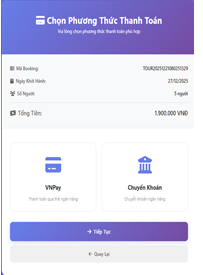 Chọn Phương Thức Thanh Toán
Vui lòng chọn phương thức thanh toán phù hợp
Mã Booking: TOUR20251221080251329
Ngày Khởi Hành: 27/12/2025
Số Người: 5 người
Tổng Tiền: 1.900.000 VNĐ
VNPay
Thanh toán qua thẻ ngân hàng
Chuyển Khoản
Chuyển khoản ngân hàng
→ Tiếp Tục
← Quay Lại